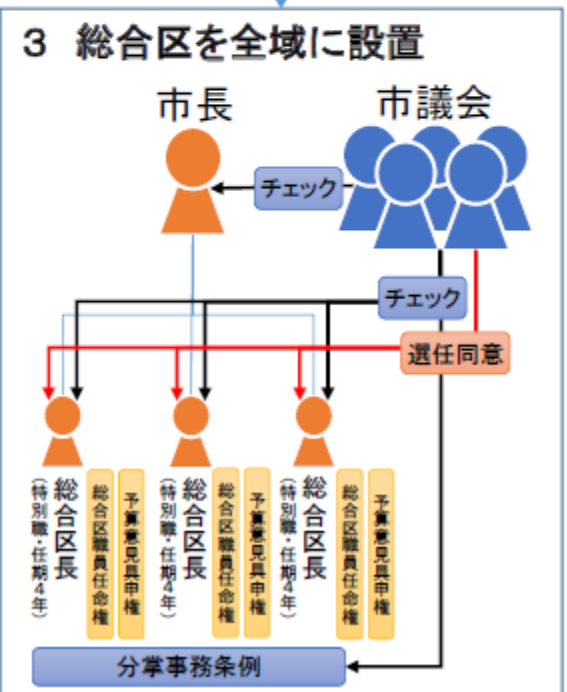 3 総合区を全域に設置
市長
市議会
チェック
チェック
選任同意
総合区長
(特別職・任期4年)
総合区職員任命権
予算意見具申権
総合区長
(特別職・任期4年)
総合区職員任命権
予算意見具申権
総合区長
(特別職・任期4年)
総合区職員任命権
予算意見具申権
分掌事務条例